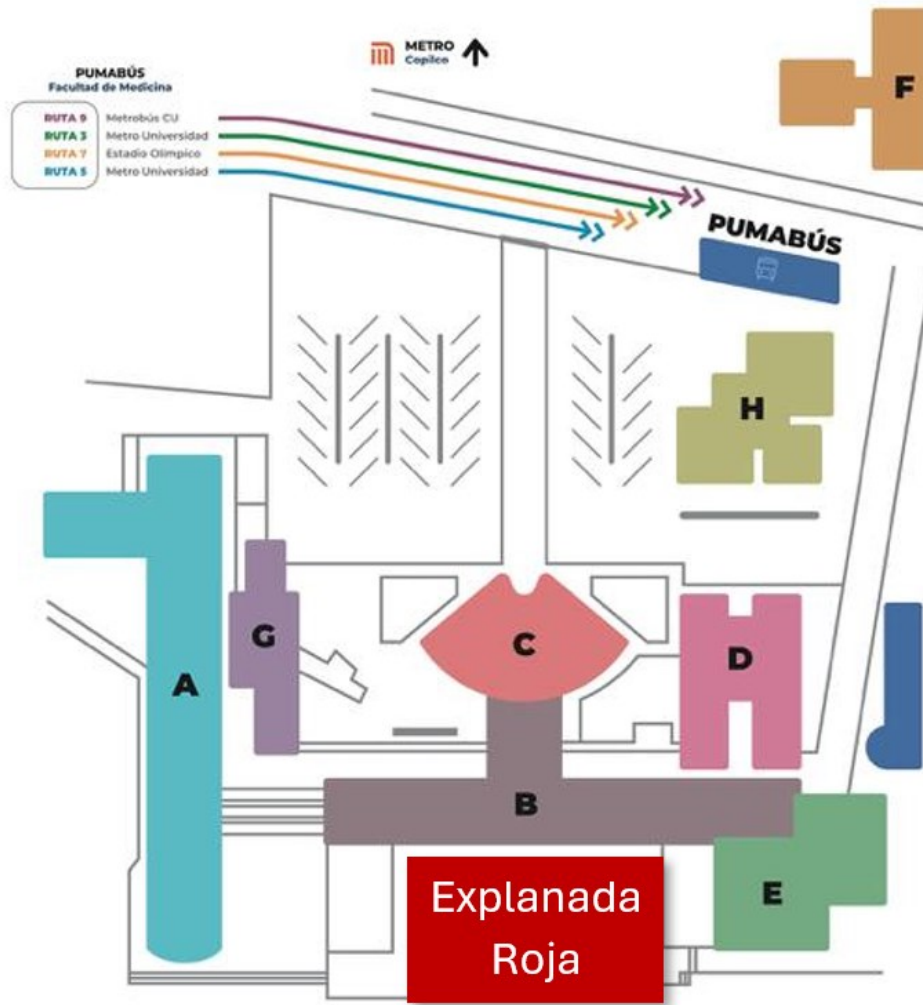 METRO
Copilco
PUMABÚS
Facultad de Medicina
RUTA 9 Metrobús CU
RUTA 3 Metro Universidad
RUTA 7 Estadio Olímpico
RUTA 5 Metro Universidad
F
PUMABÚS
H
G
C
D
A
B
E
Explanada
Roja